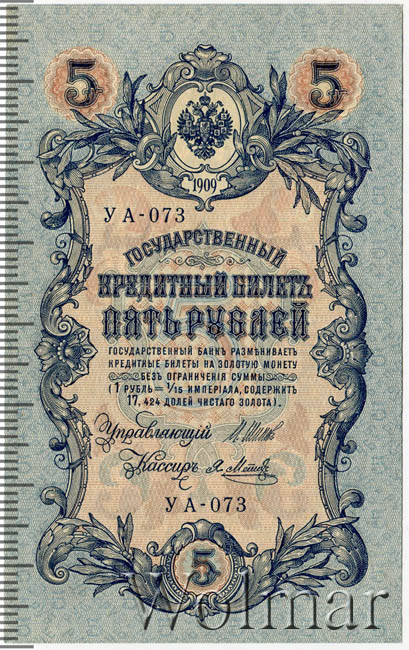 5 5
1909
УА-073
ГОСУДАРСТВЕННЫЙ
КРЕДИТНЫЙ БИЛЕТЪ
ПЯТЬ РУБЛЕЙ
ГОСУДАРСТВЕННЫЙ БАНКЪ РАЗМѢНИВАЕТЪ
КРЕДИТНЫЕ БИЛЕТЫ НА ЗОЛОТУЮ МОНЕТУ
БЕЗЪ ОГРАНИЧЕНІЯ СУММЫ
(1 РУБЛЬ = 1/15 ИМПЕРІАЛА, СОДЕРЖИТЪ
17,424 ДОЛЕЙ ЧИСТАГО ЗОЛОТА).
Управляющій
Кассиръ
УА-073
5
Wolmar